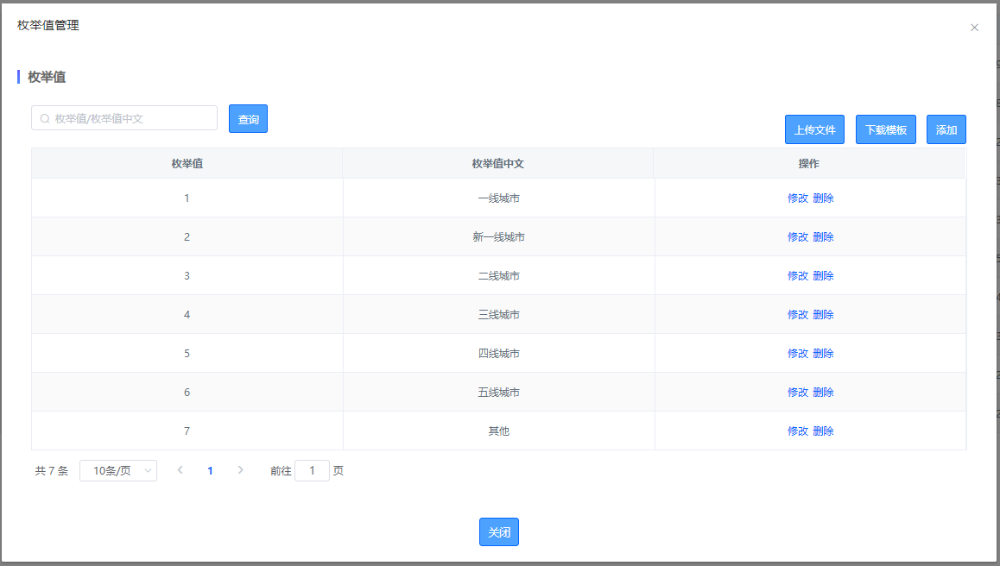 枚举值管理
枚举值
枚举值/枚举值中文 查询
上传文件 下载模板 添加
枚举值 枚举值中文 操作
1 一线城市 修改 删除
2 新一线城市 修改 删除
3 二线城市 修改 删除
4 三线城市 修改 删除
5 四线城市 修改 删除
6 五线城市 修改 删除
7 其他 修改 删除
共 7 条 10条/页 1 前往 1 页
关闭